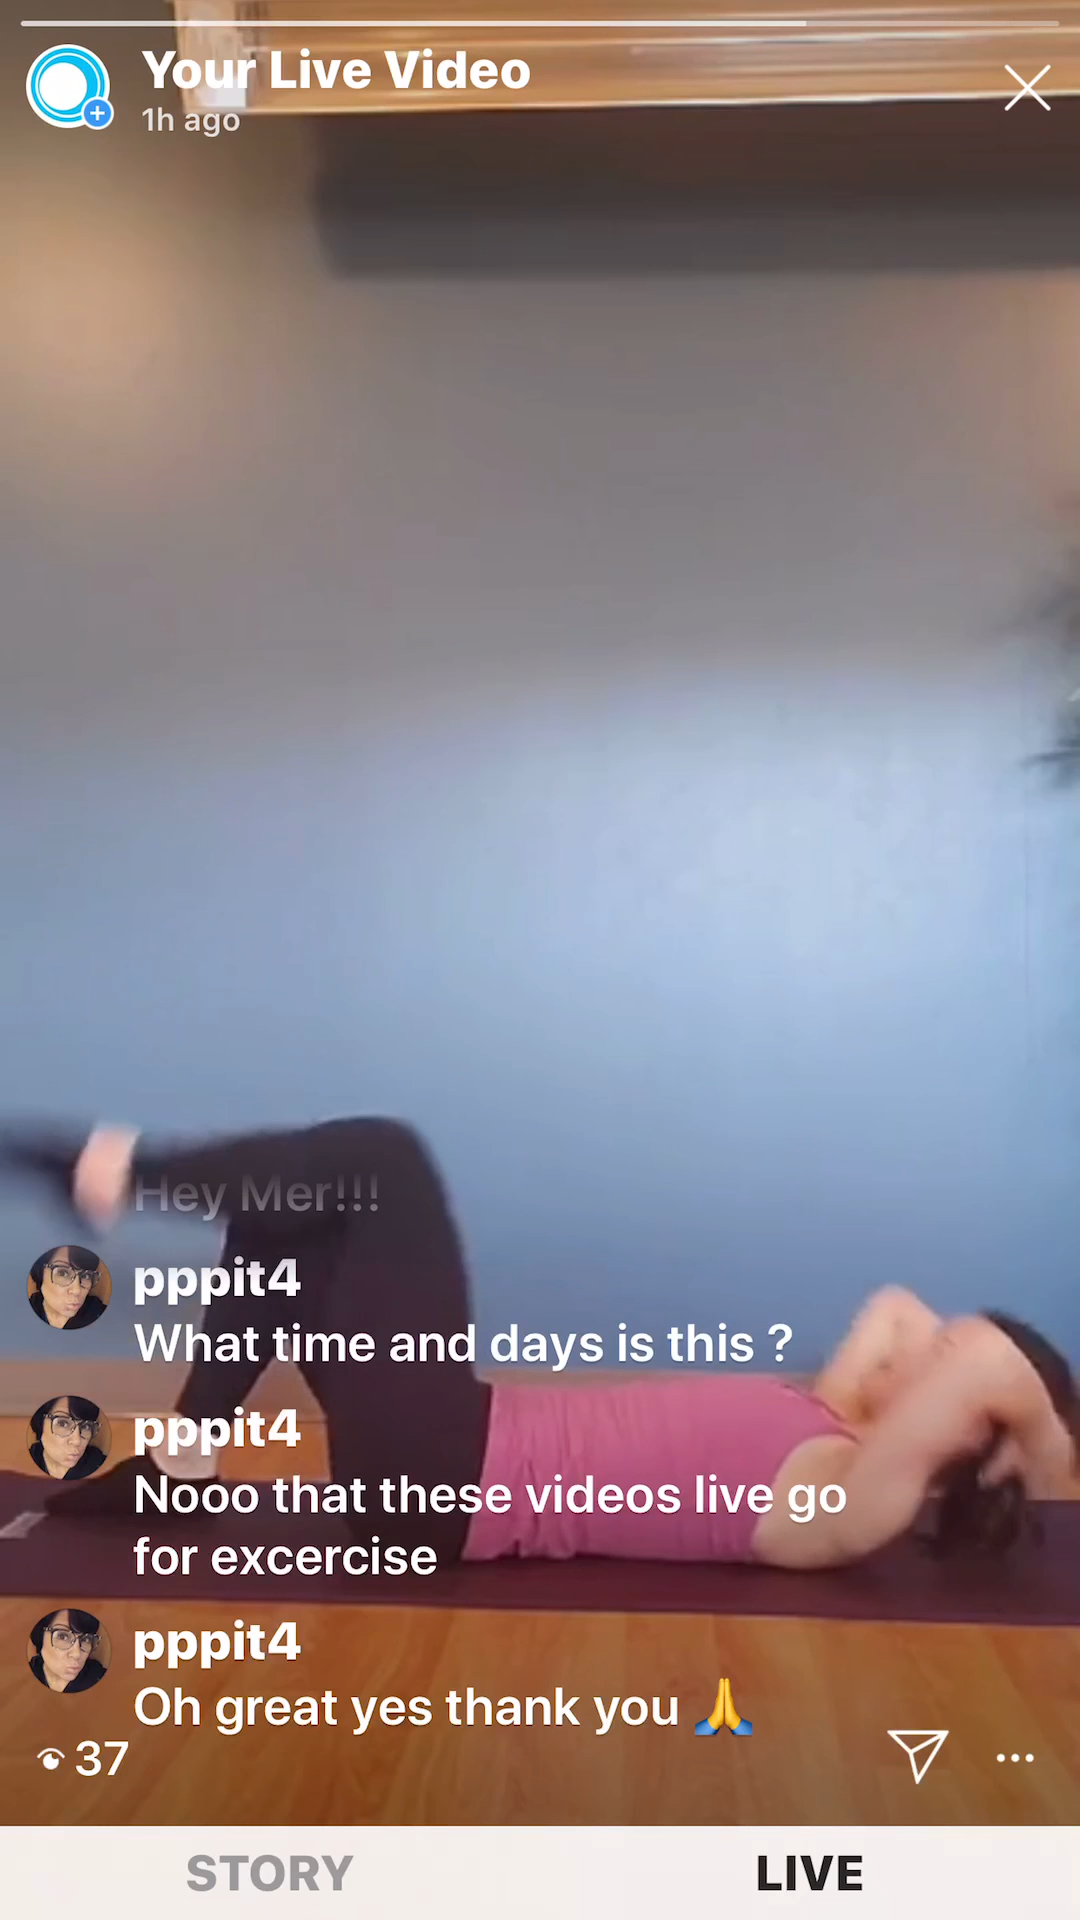 Your Live Video
1h ago
Hey Mer!!!
pppit4
What time and days is this ?
pppit4
Nooo that these videos live go
for excercise
pppit4
Oh great yes thank you 🙏
37
STORY
LIVE